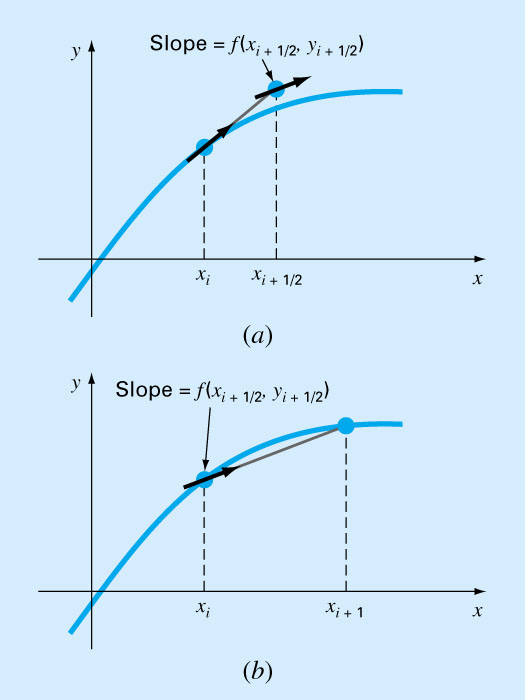 y
Slope = f(x_{i + 1/2}, y_{i + 1/2})
x_i x_{i + 1/2} x
(a)
y
Slope = f(x_{i + 1/2}, y_{i + 1/2})
x_i x_{i + 1} x
(b)